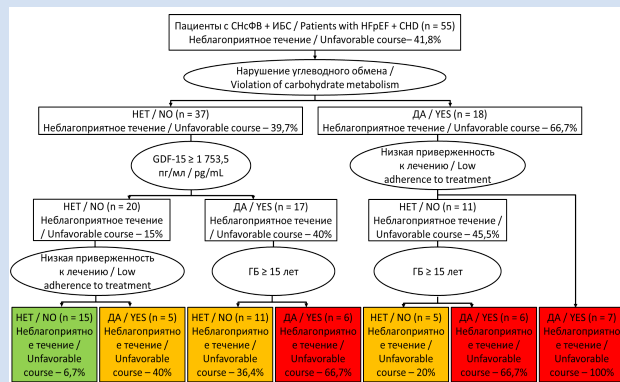 Пациенты с СНсФВ + ИБС / Patients with HFpEF + CHD (n = 55)
Неблагоприятное течение / Unfavorable course– 41,8%
Нарушение углеводного обмена /
Violation of carbohydrate metabolism
НЕТ / NO (n = 37)
Неблагоприятное течение / Unfavorable course – 39,7%
ДА / YES (n = 18)
Неблагоприятное течение / Unfavorable course – 66,7%
GDF-15 ≥ 1 753,5
пг/мл / pg/mL
Низкая приверженность
к лечению / Low
adherence to treatment
НЕТ / NO (n = 20)
Неблагоприятное течение
/ Unfavorable course – 15%
ДА / YES (n = 17)
Неблагоприятное течение
/ Unfavorable course – 40%
НЕТ / NO (n = 11)
Неблагоприятное течение /
Unfavorable course – 45,5%
Низкая приверженность
к лечению / Low
adherence to treatment
ГБ ≥ 15 лет
ГБ ≥ 15 лет
НЕТ / NO (n = 15)
Неблагоприятно
е течение /
Unfavorable
course – 6,7%
ДА / YES (n = 5)
Неблагоприятно
е течение /
Unfavorable
course – 40%
НЕТ / NO (n = 11)
Неблагоприятно
е течение /
Unfavorable
course – 36,4%
ДА / YES (n = 6)
Неблагоприятно
е течение /
Unfavorable
course – 66,7%
НЕТ / NO (n = 5)
Неблагоприятно
е течение /
Unfavorable
course – 20%
ДА / YES (n = 6)
Неблагоприятно
е течение /
Unfavorable
course – 66,7%
ДА / YES (n = 7)
Неблагоприятно
е течение /
Unfavorable
course – 100%